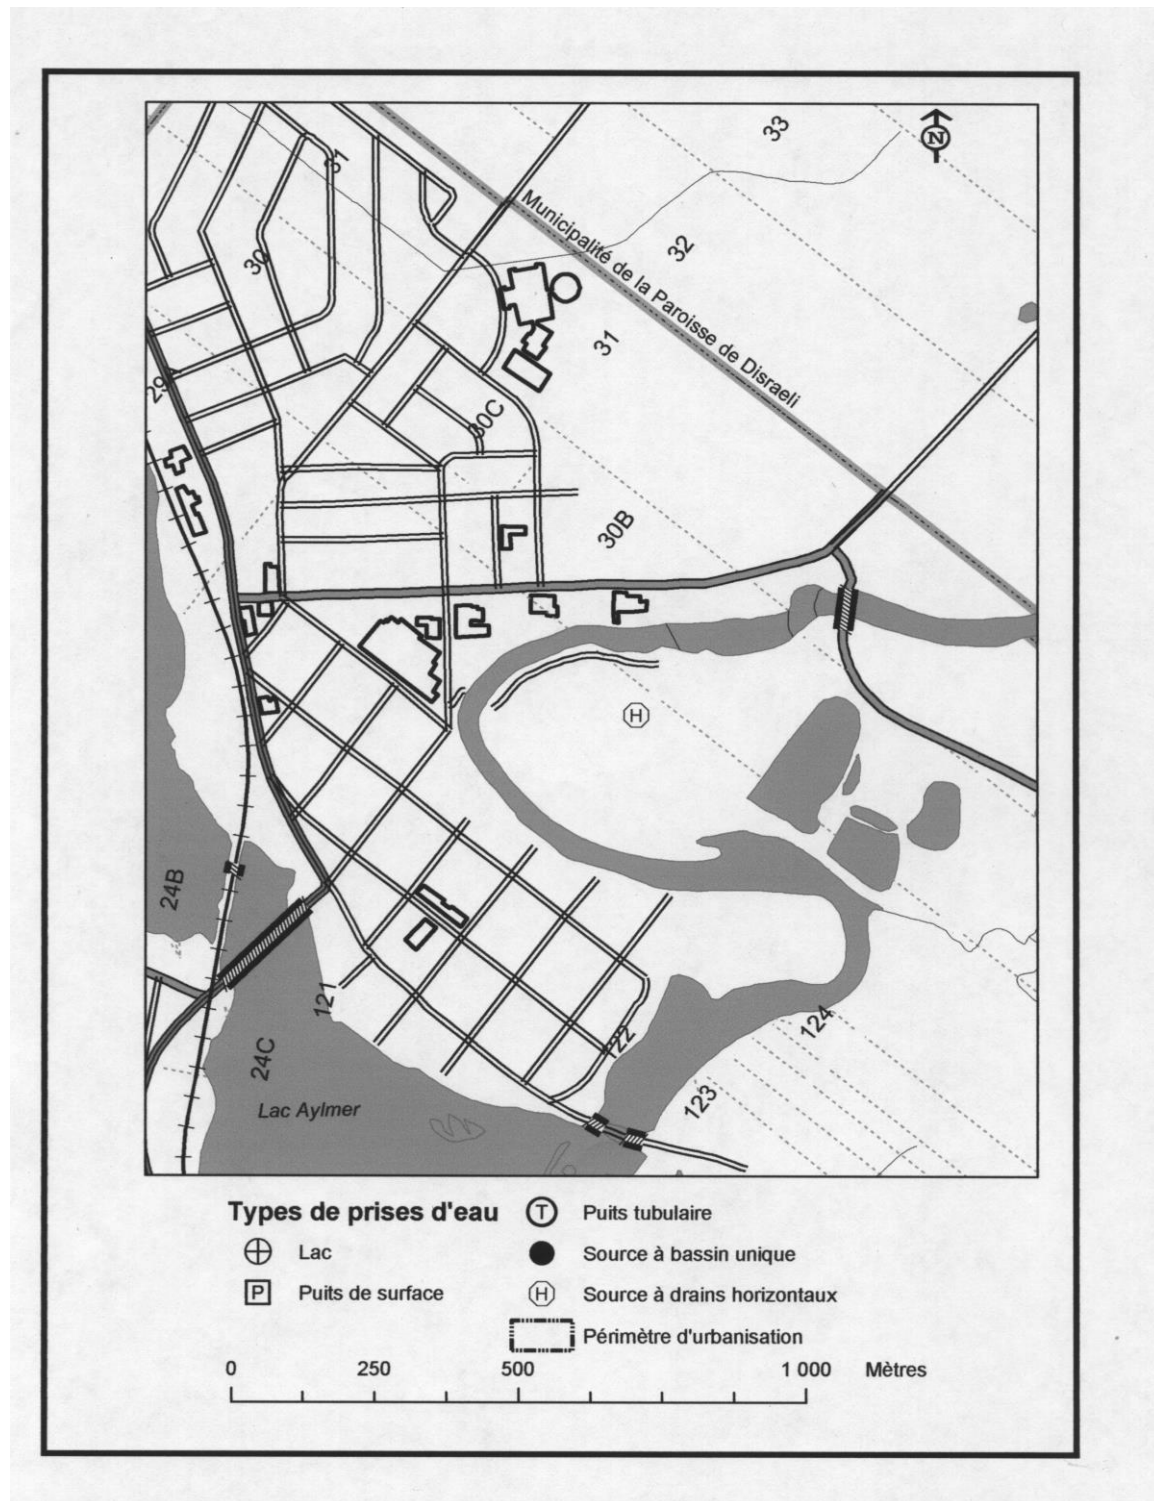 33
N
31
Municipalité de la Paroisse de Disraeli
32
30
31
29A
30C
30B
H
24B
121
124
122
24C
123
Lac Aylmer
Types de prises d'eau
T Puits tubulaire
Lac
Source à bassin unique
P Puits de surface
H Source à drains horizontaux
Périmètre d'urbanisation
0 250 500 1 000 Mètres